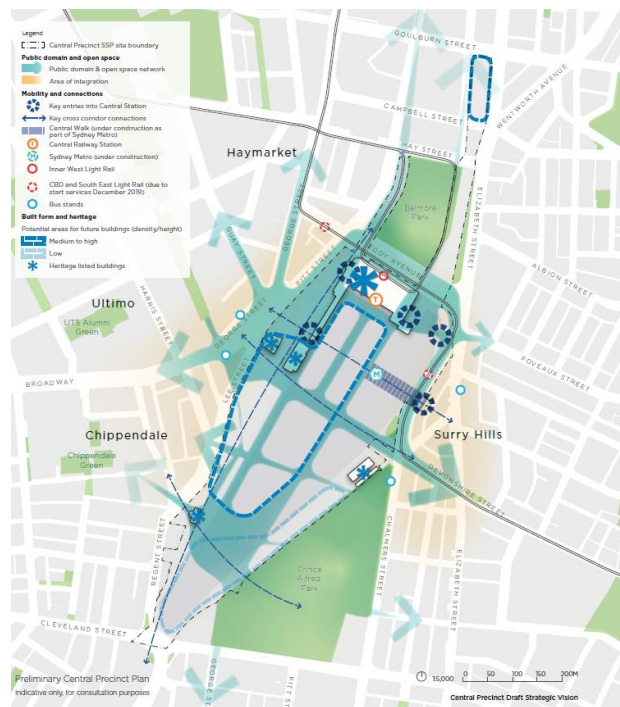 Legend
Central Precinct SSP site boundary
Public domain and open space
Public domain & open space network
Area of integration
Mobility and connections
Key entries into Central Station
Key cross corridor connections
Central Walk (under construction as
part of Sydney Metro)
Central Railway Station
Sydney Metro (under construction)
Inner West Light Rail
CBD and South East Light Rail (due to
start services December 2019)
Bus stands
Built form and heritage
Potential areas for future buildings (density/height)
Medium to high
Low
Heritage listed buildings
GOULBURN STREET
WENTWORTH AVENUE
CAMPBELL STREET
HAY STREET
Haymarket
Belmore
Park
ELIZABETH STREET
GEORGE STREET
PITT STREET
EDDY AVENUE
QUAY STREET
ALBION STREET
HARRIS STREET
Ultimo
UTS Alumni
Green
GEORGE STREET
T
LEE STREET
M
FOVEAUX STREET
BROADWAY
Chippendale
Surry Hills
Chippendale
Green
DEVONSHIRE STREET
REGENT STREET
CHALMERS STREET
ELIZABETH STREET
Prince
Alfred
Park
CLEVELAND STREET
GEORGE ST
PITT ST
Preliminary Central Precinct Plan
indicative only, for consultation purposes
15,000
0 50 100 150 200M
Central Precinct Draft Strategic Vision